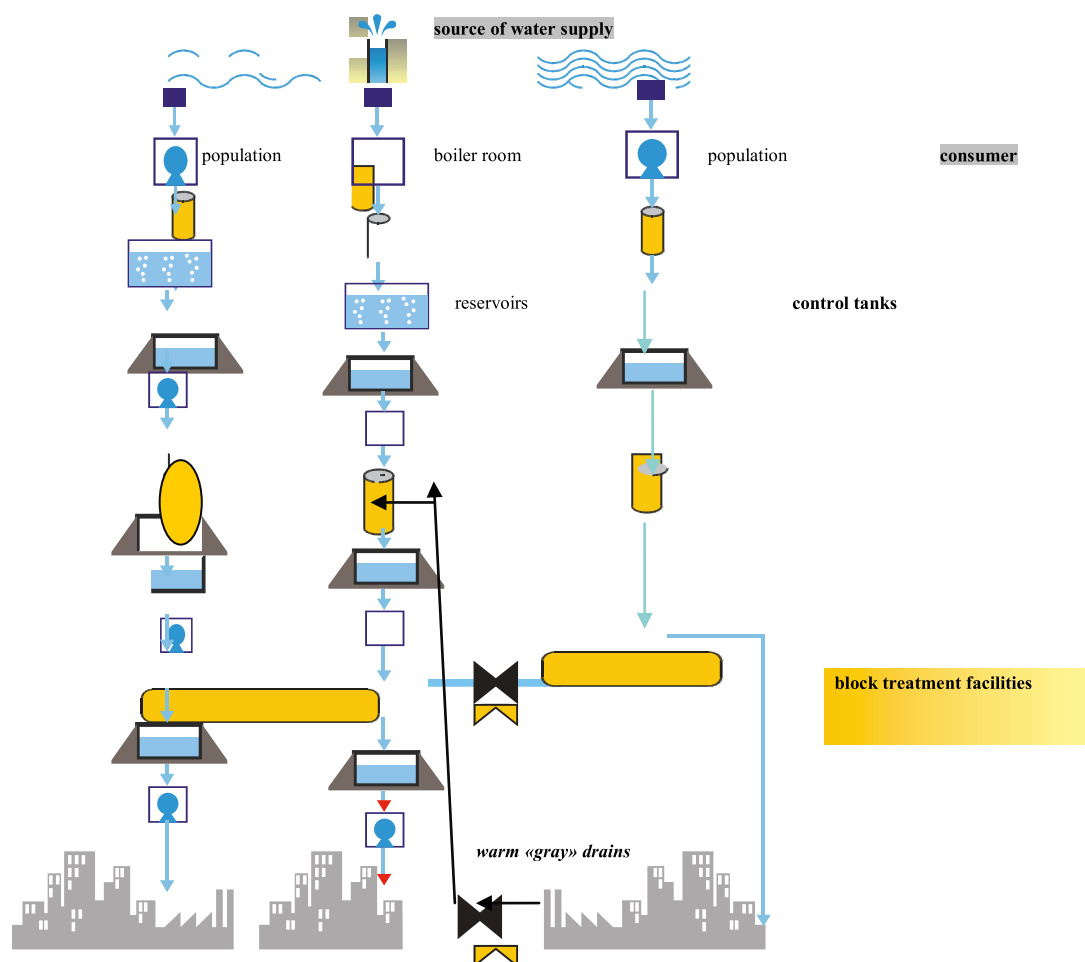 source of water supply
population
boiler room
population
consumer
reservoirs
control tanks
block treatment facilities
warm «gray» drains